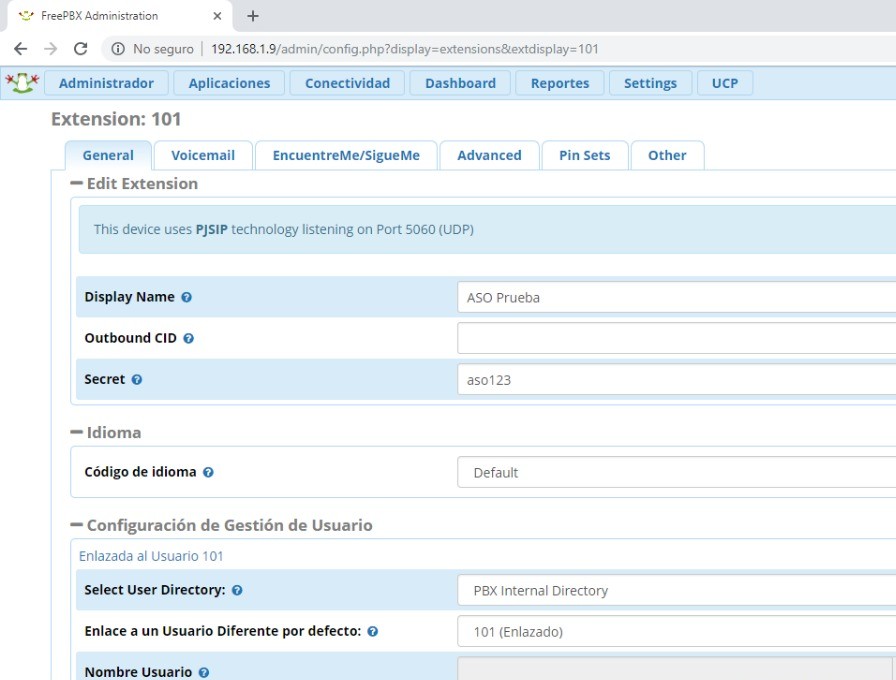 FreePBX Administration
No seguro | 192.168.1.9/admin/config.php?display=extensions&extdisplay=101
Administrador Aplicaciones Conectividad Dashboard Reportes Settings UCP
Extension: 101
General Voicemail EncuentreMe/SigueMe Advanced Pin Sets Other
Edit Extension
This device uses PJSIP technology listening on Port 5060 (UDP)
Display Name ASO Prueba
Outbound CID
Secret aso123
Idioma
Código de idioma Default
Configuración de Gestión de Usuario
Enlazada al Usuario 101
Select User Directory: PBX Internal Directory
Enlace a un Usuario Diferente por defecto: 101 (Enlazado)
Nombre Usuario